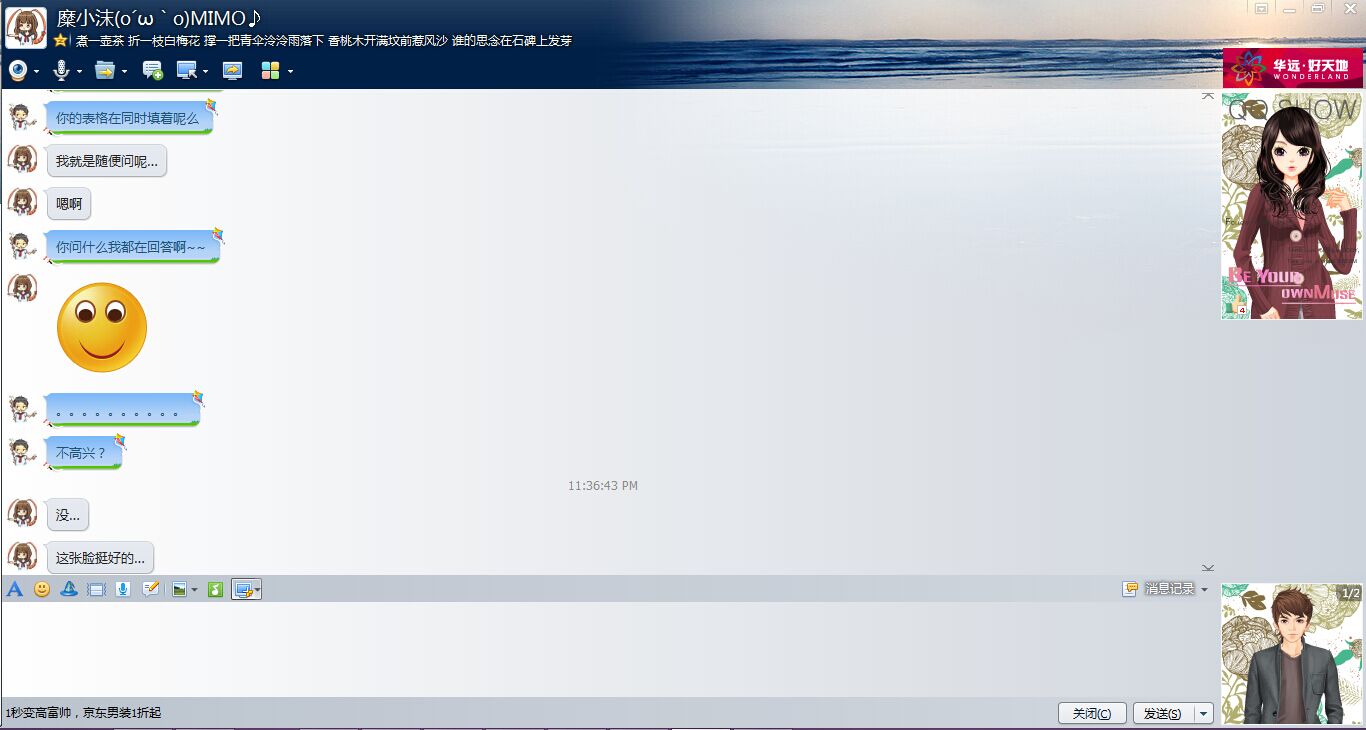 糜小沫(o´ω｀o)MIMO♪
煮一壶茶 折一枝白梅花 撑一把青伞泠泠雨落下 香桃木开满坟前惹风沙 谁的思念在石碑上发芽
华远·好天地
WONDERLAND
你的表格在同时填着呢么
我就是随便问呢...
嗯啊
你问什么我都在回答啊~~
。。。。。。。。。。
不高兴？
11:36:43 PM
没...
这张脸挺好的...
QQ SHOW
BE YOUR
OWN MUSE
4
消息记录
1/2
1秒变高富帅，京东男装1折起
关闭(C)
发送(S)